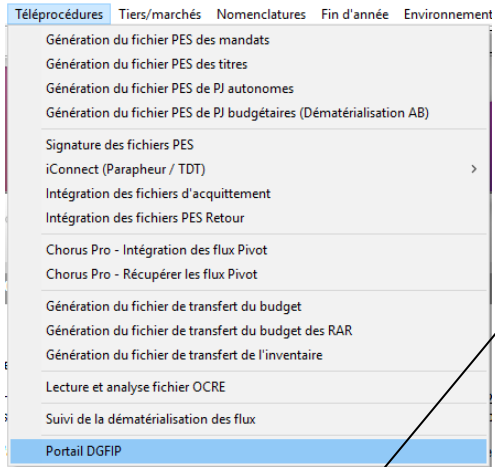 Téléprocédures Tiers/marchés Nomenclatures Fin d'année Environnement
Génération du fichier PES des mandats
Génération du fichier PES des titres
Génération du fichier PES de PJ autonomes
Génération du fichier PES de PJ budgétaires (Dématérialisation AB)
Signature des fichiers PES
iConnect (Parapheur / TDT)
Intégration des fichiers d'acquittement
Intégration des fichiers PES Retour
Chorus Pro - Intégration des flux Pivot
Chorus Pro - Récupérer les flux Pivot
Génération du fichier de transfert du budget
Génération du fichier de transfert du budget des RAR
Génération du fichier de transfert de l'inventaire
Lecture et analyse fichier OCRE
Suivi de la dématérialisation des flux
Portail DGFIP